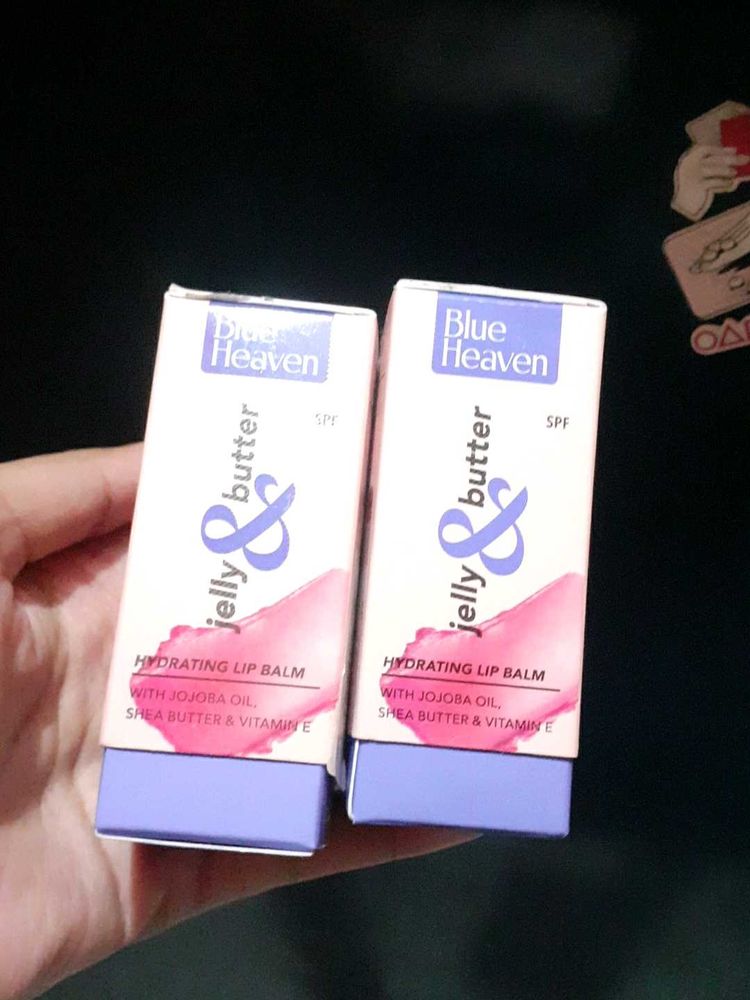 Blue
Heaven
SPF
jelly & butter
HYDRATING LIP BALM
WITH JOJOBA OIL,
SHEA BUTTER & VITAMIN E
Blue
Heaven
SPF
jelly & butter
HYDRATING LIP BALM
WITH JOJOBA OIL,
SHEA BUTTER & VITAMIN E